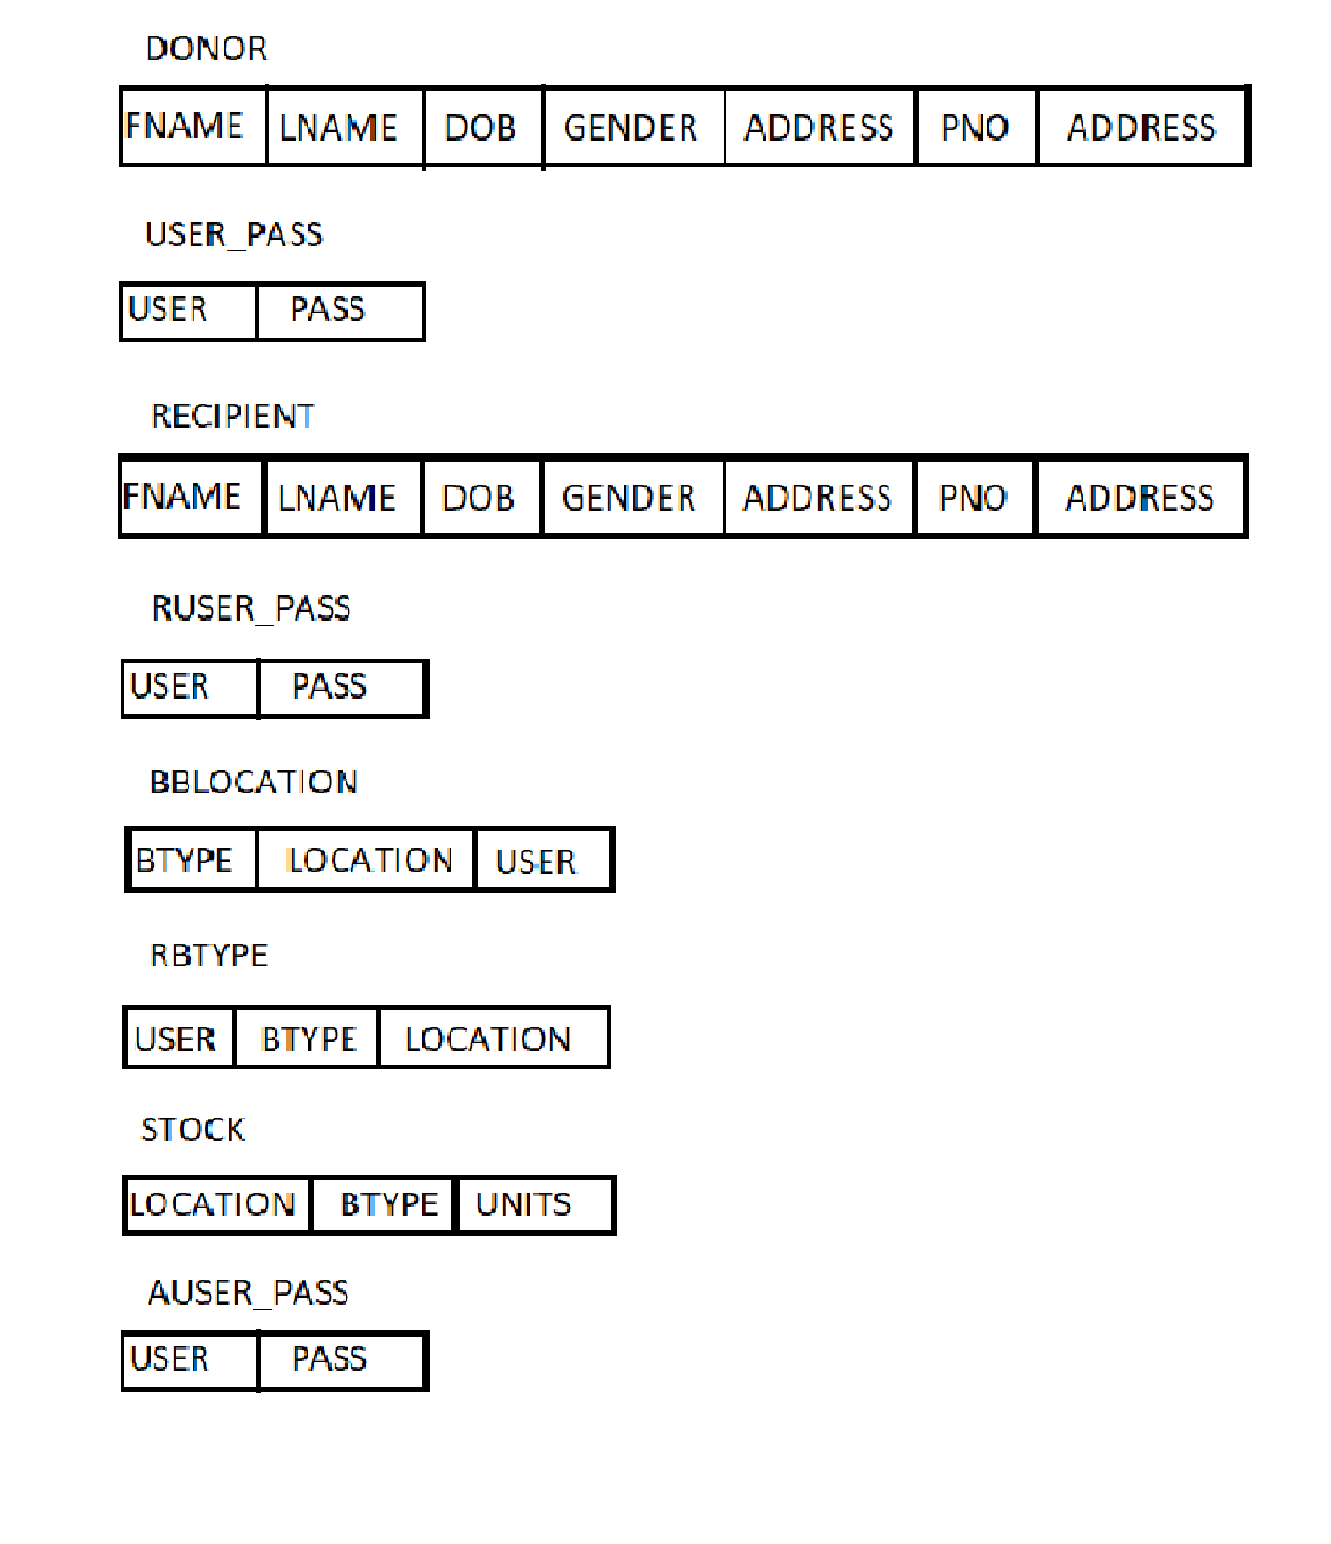 DONOR
FNAME LNAME DOB GENDER ADDRESS PNO ADDRESS
USER_PASS
USER PASS
RECIPIENT
FNAME LNAME DOB GENDER ADDRESS PNO ADDRESS
RUSER_PASS
USER PASS
BBLOCATION
BTYPE LOCATION USER
RBTYPE
USER BTYPE LOCATION
STOCK
LOCATION BTYPE UNITS
AUSER_PASS
USER PASS